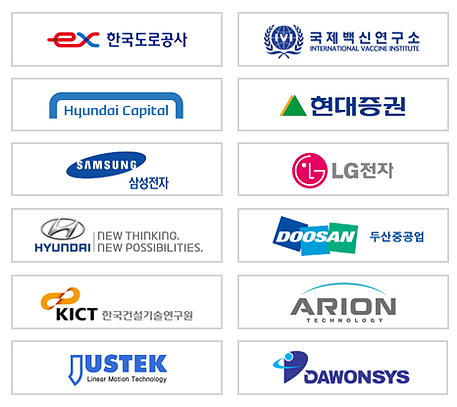 ex 한국도로공사
IVI 국제백신연구소
INTERNATIONAL VACCINE INSTITUTE
Hyundai Capital
현대증권
SAMSUNG
삼성전자
LG전자
HYUNDAI
NEW THINKING.
NEW POSSIBILITIES.
DOOSAN 두산중공업
KICT 한국건설기술연구원
ARION
TECHNOLOGY
JUSTEK
Linear Motion Technology
DAWONSYS